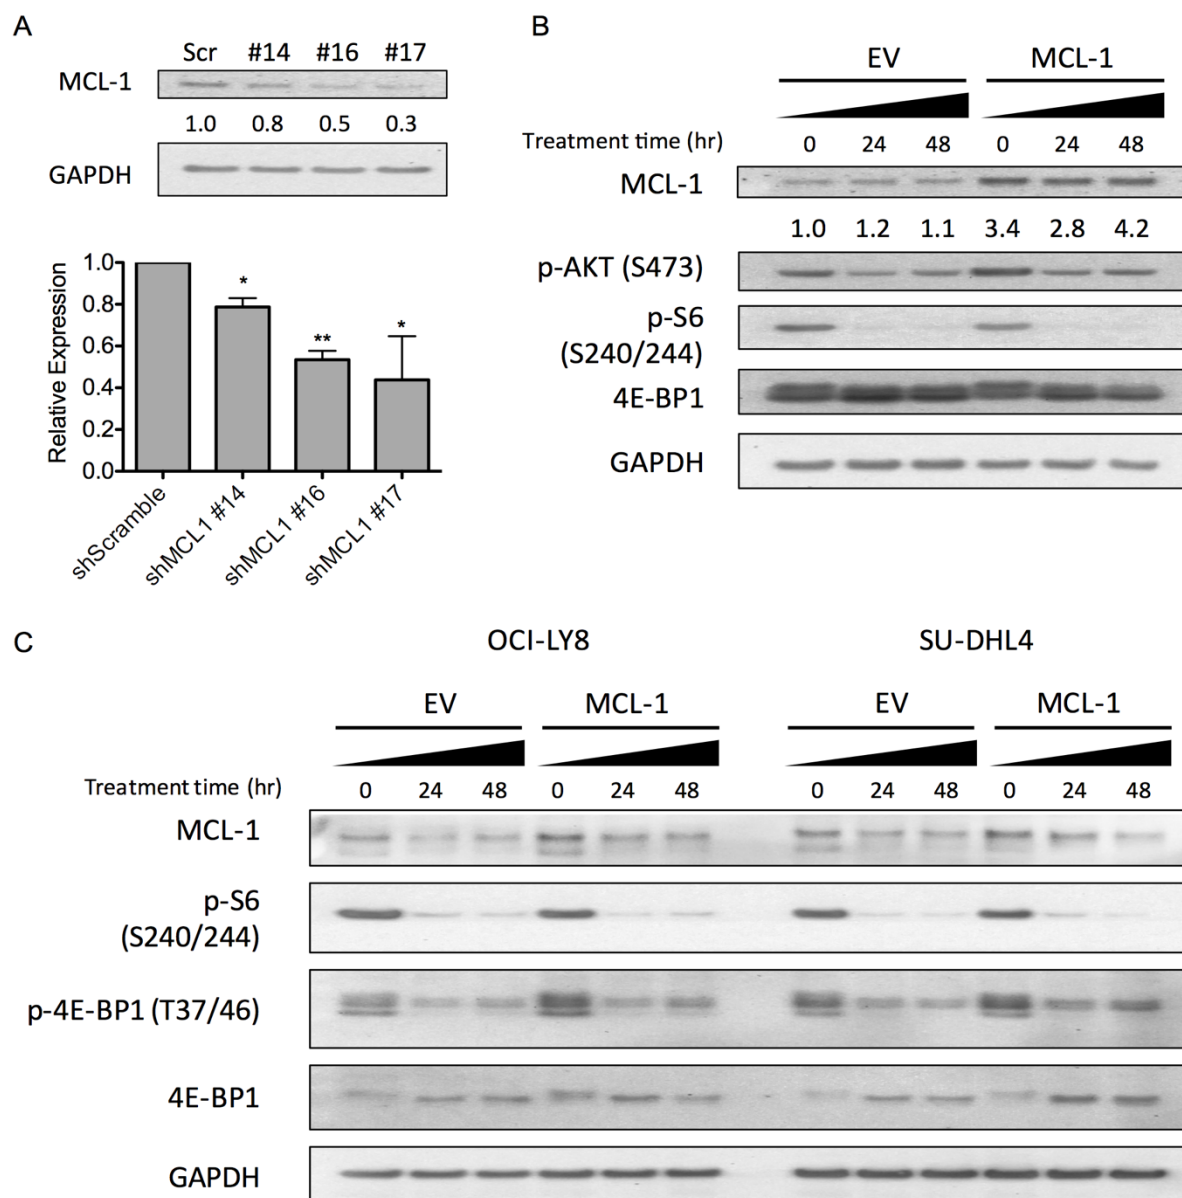 A
Scr #14 #16 #17
MCL-1
1.0 0.8 0.5 0.3
GAPDH
Relative Expression
1.0
0.8
0.6
0.4
0.2
0.0
* ** *
shScramble
shMCL1 #14
shMCL1 #16
shMCL1 #17
B
EV MCL-1
Treatment time (hr) 0 24 48 0 24 48
MCL-1
1.0 1.2 1.1 3.4 2.8 4.2
p-AKT (S473)
p-S6
(S240/244)
4E-BP1
GAPDH
C
OCI-LY8 SU-DHL4
EV MCL-1 EV MCL-1
Treatment time (hr) 0 24 48 0 24 48 0 24 48 0 24 48
MCL-1
p-S6
(S240/244)
p-4E-BP1 (T37/46)
4E-BP1
GAPDH